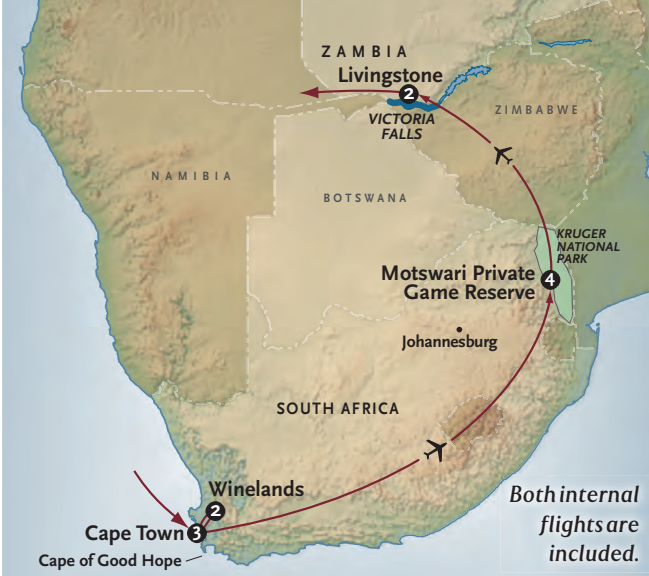 ZAMBIA
Livingstone
2
VICTORIA
FALLS
ZIMBABWE
NAMIBIA
BOTSWANA
KRUGER
NATIONAL
PARK
Motswari Private
Game Reserve
4
Johannesburg
SOUTH AFRICA
Winelands
2
Cape Town
3
Cape of Good Hope
Both internal
flights are
included.